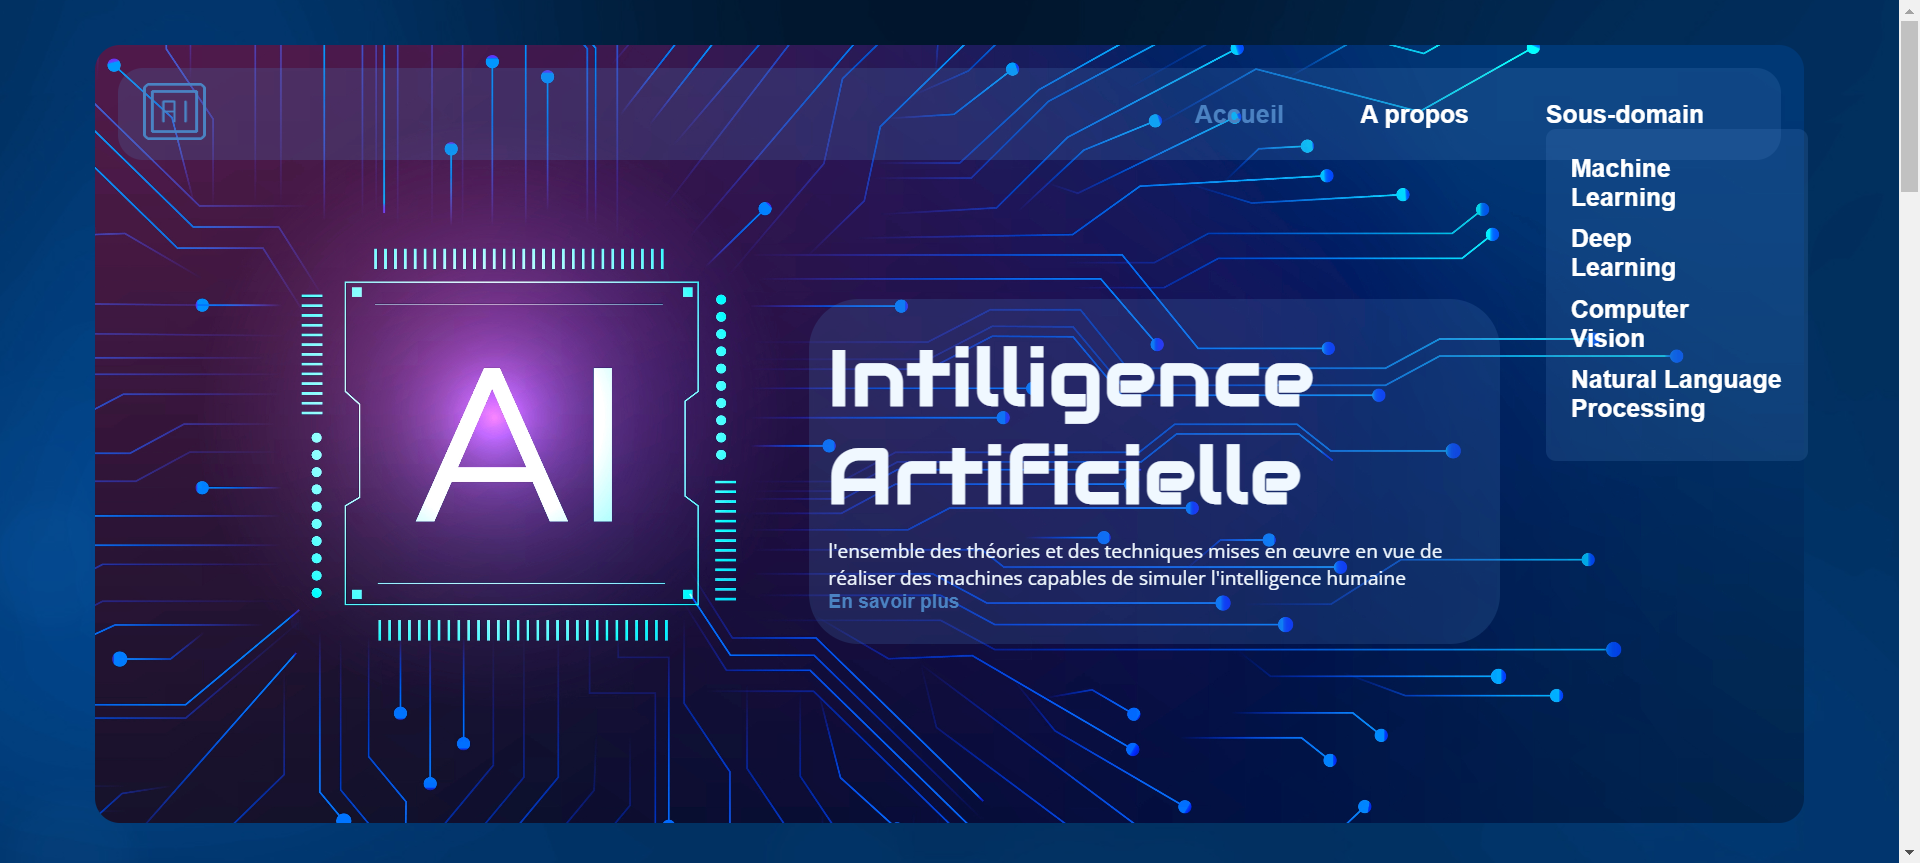 AI
Accueil
A propos
Sous-domain
Machine
Learning
Deep
Learning
Computer
Vision
Natural Language
Processing
AI
Intilligence
Artificielle
l'ensemble des théories et des techniques mises en œuvre en vue de
réaliser des machines capables de simuler l'intelligence humaine
En savoir plus